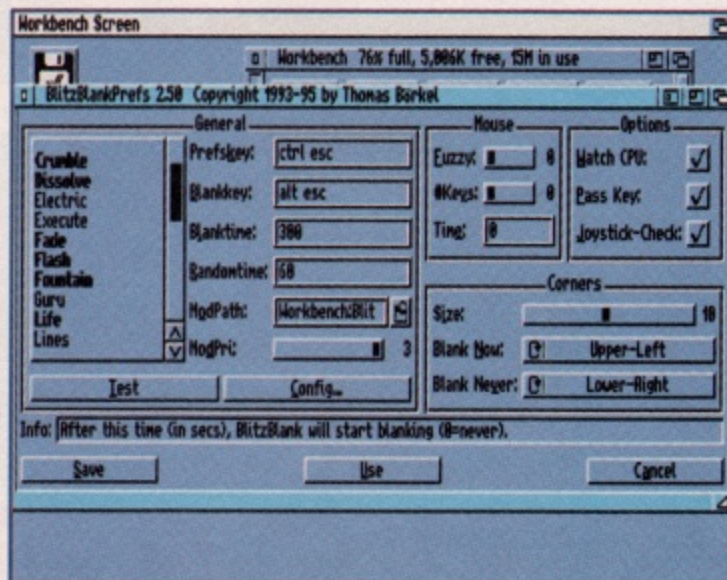 Workbench Screen
Workbench 76% full, 5,006K free, 15M in use
BlitzBlankPrefs 2.50 Copyright 1993-95 by Thomas Börkel
General
Crumble
Dissolve
Electric
Execute
Fade
Flash
Fountain
Guru
Life
Lines
Prefskey: ctrl esc
Blankkey: alt esc
Blanktime: 300
Randomtime: 60
ModPath: Workbench:Blit
ModPri: 3
Test
Config...
Mouse
Fuzzy: 0
#Keys: 0
Time: 0
Options
Watch CPU:
Pass Key:
Joystick-Check:
Corners
Size: 10
Blank Now: Upper-Left
Blank Never: Lower-Right
Info: After this time (in secs), BlitzBlank will start blanking (0=never).
Save
Use
Cancel